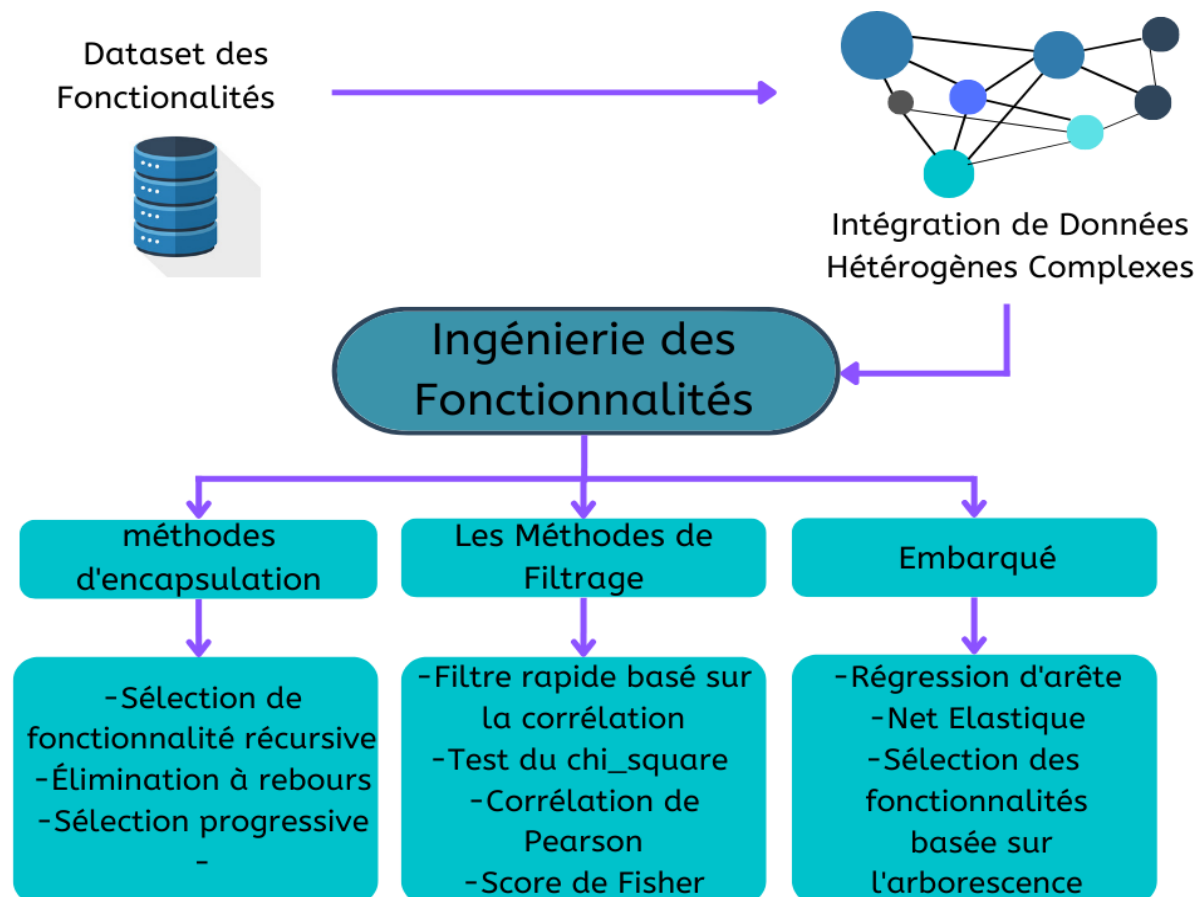 Dataset des
Fonctionalités
Intégration de Données
Hétérogènes Complexes
Ingénierie des
Fonctionnalités
méthodes
d'encapsulation
Les Méthodes de
Filtrage
Embarqué
-Sélection de
fonctionnalité récursive
-Élimination à rebours
-Sélection progressive
-
-Filtre rapide basé sur
la corrélation
-Test du chi_square
-Corrélation de
Pearson
-Score de Fisher
-Régression d'arête
-Net Elastique
-Sélection des
fonctionnalités
basée sur
l'arborescence